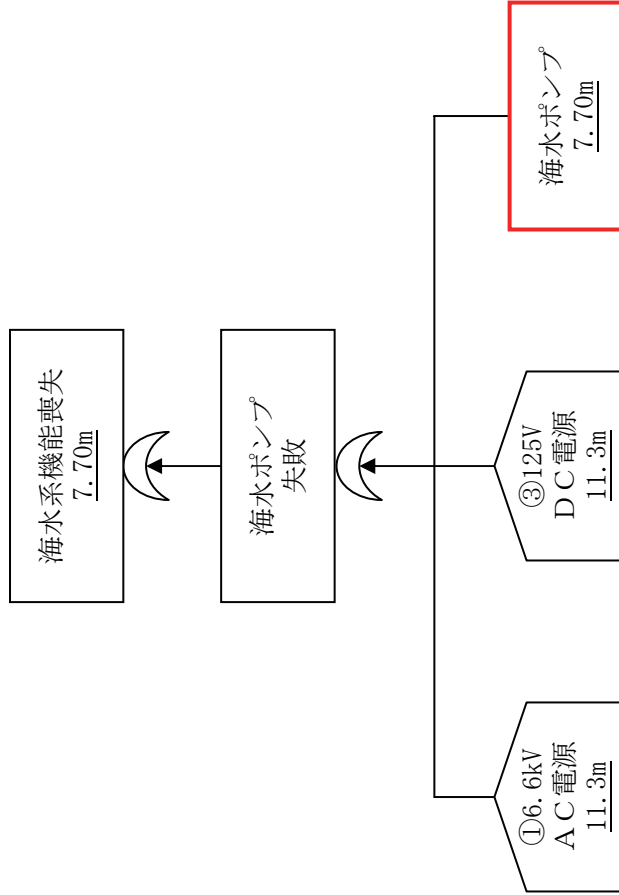 海水系機能喪失
7.70m
海水ポンプ
失敗
①6.6kV
ＡＣ電源
11.3m
③125V
ＤＣ電源
11.3m
海水ポンプ
7.70m